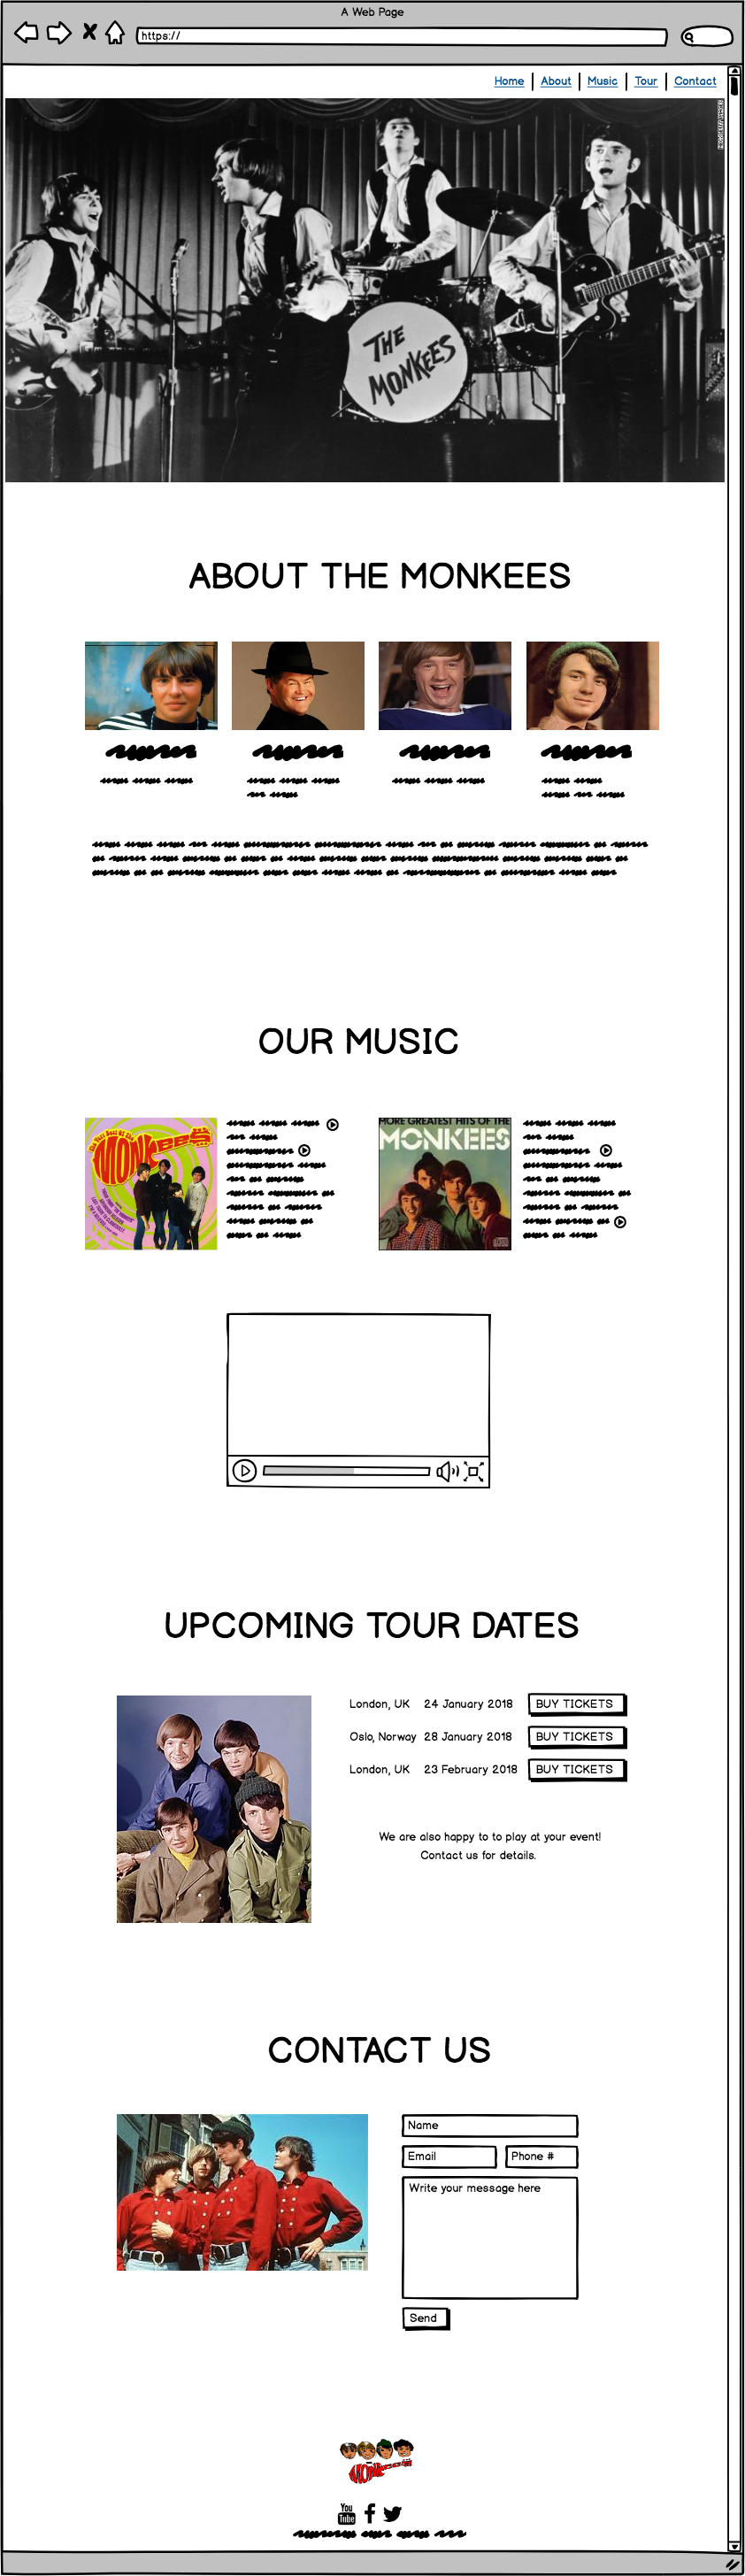 A Web Page
https://
Home
About
Music
Tour
Contact
THE
MONKEES
ABOUT THE MONKEES
OUR MUSIC
The Very Best Of The
MONKEES
MORE GREATEST HITS OF THE
MONKEES
UPCOMING TOUR DATES
London, UK 24 January 2018 BUY TICKETS
Oslo, Norway 28 January 2018 BUY TICKETS
London, UK 23 February 2018 BUY TICKETS
We are also happy to to play at your event!
Contact us for details.
CONTACT US
Name
Email Phone #
Write your message here
Send
MONKEES
You
Tube